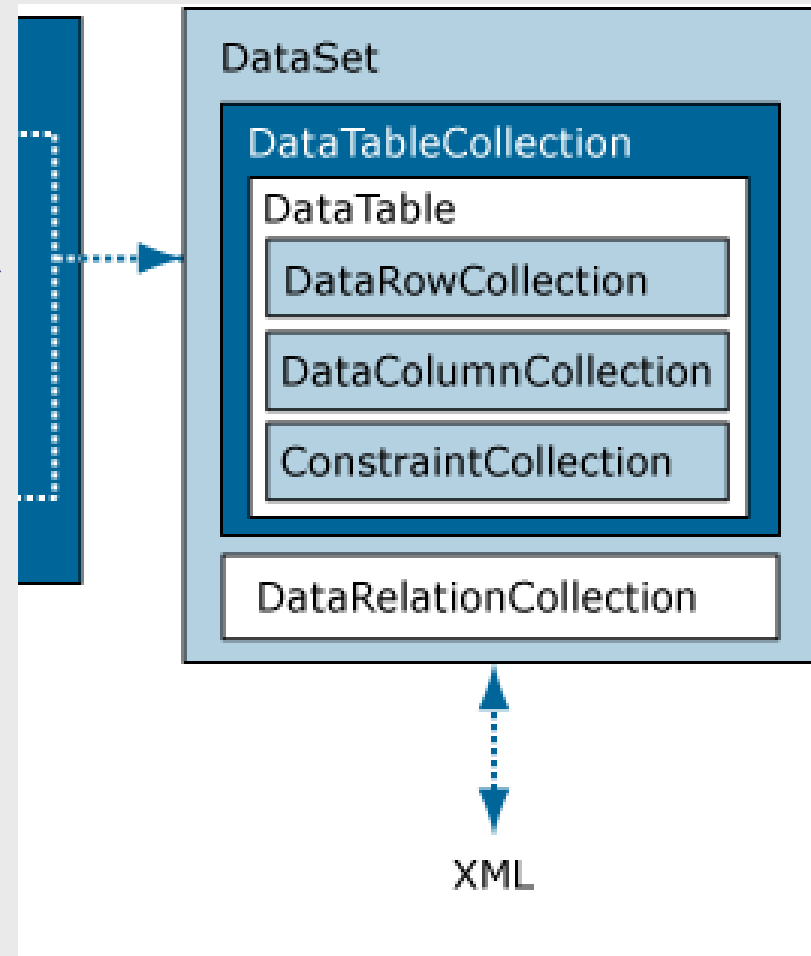 DataSet
DataTableCollection
DataTable
DataRowCollection
DataColumnCollection
ConstraintCollection
DataRelationCollection
XML